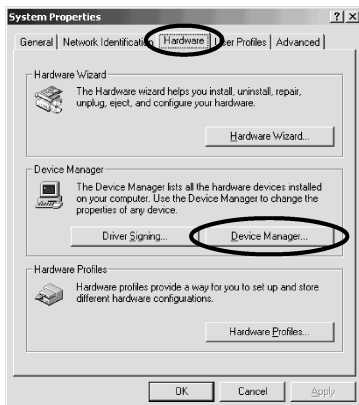 System Properties
General Network Identification Hardware User Profiles Advanced
Hardware Wizard
The Hardware wizard helps you install, uninstall, repair,
unplug, eject, and configure your hardware.
Hardware Wizard...
Device Manager
The Device Manager lists all the hardware devices installed
on your computer. Use the Device Manager to change the
properties of any device.
Driver Signing... Device Manager...
Hardware Profiles
Hardware profiles provide a way for you to set up and store
different hardware configurations.
Hardware Profiles...
OK Cancel Apply